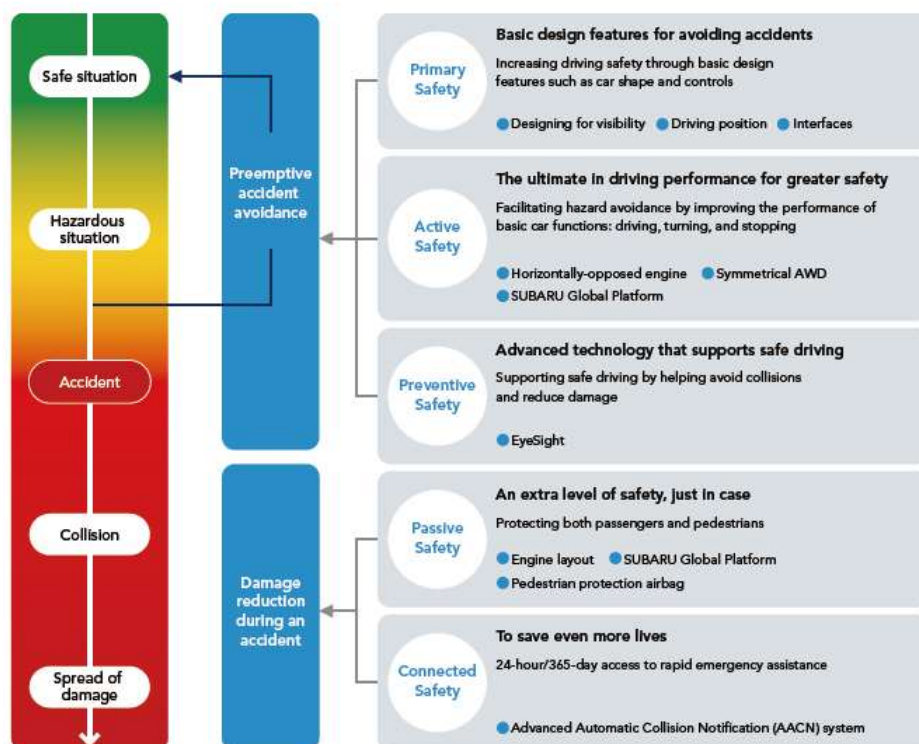 Safe situation
Hazardous
situation
Accident
Collision
Spread of
damage
Preemptive
accident
avoidance
Damage
reduction
during an
accident
Primary
Safety
Basic design features for avoiding accidents
Increasing driving safety through basic design
features such as car shape and controls
Designing for visibility Driving position Interfaces
Active
Safety
The ultimate in driving performance for greater safety
Facilitating hazard avoidance by improving the performance of
basic car functions: driving, turning, and stopping
Horizontally-opposed engine Symmetrical AWD
SUBARU Global Platform
Preventive
Safety
Advanced technology that supports safe driving
Supporting safe driving by helping avoid collisions
and reduce damage
EyeSight
Passive
Safety
An extra level of safety, just in case
Protecting both passengers and pedestrians
Engine layout SUBARU Global Platform
Pedestrian protection airbag
Connected
Safety
To save even more lives
24-hour/365-day access to rapid emergency assistance
Advanced Automatic Collision Notification (AACN) system